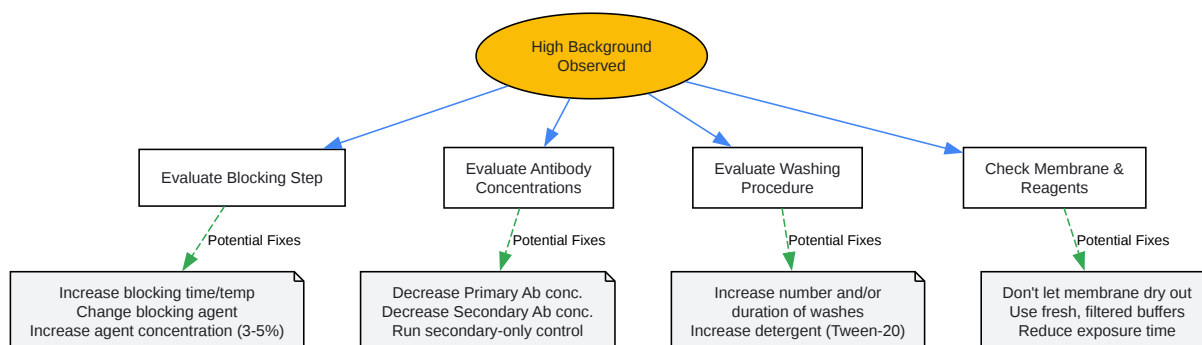 High Background
Observed
Evaluate Blocking Step
Evaluate Antibody
Concentrations
Evaluate Washing
Procedure
Check Membrane &
Reagents
Potential Fixes
Potential Fixes
Potential Fixes
Potential Fixes
Increase blocking time/temp
Change blocking agent
Increase agent concentration (3-5%)
Decrease Primary Ab conc.
Decrease Secondary Ab conc.
Run secondary-only control
Increase number and/or
duration of washes
Increase detergent (Tween-20)
Don't let membrane dry out
Use fresh, filtered buffers
Reduce exposure time